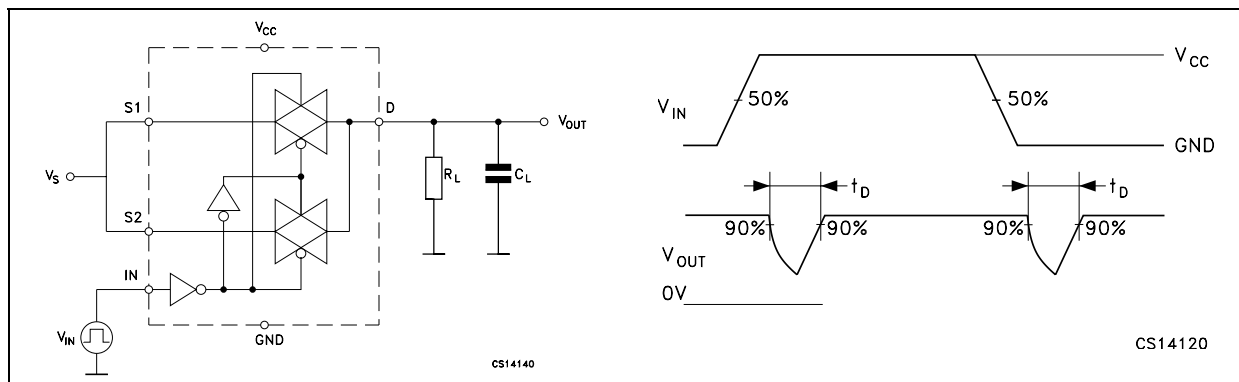 VCC
S1
D
VOUT
VS
RL
CL
S2
IN
VIN
GND
CS14140
VCC
50%
50%
VIN
GND
tD
tD
90%
90%
90%
90%
VOUT
0V
CS14120